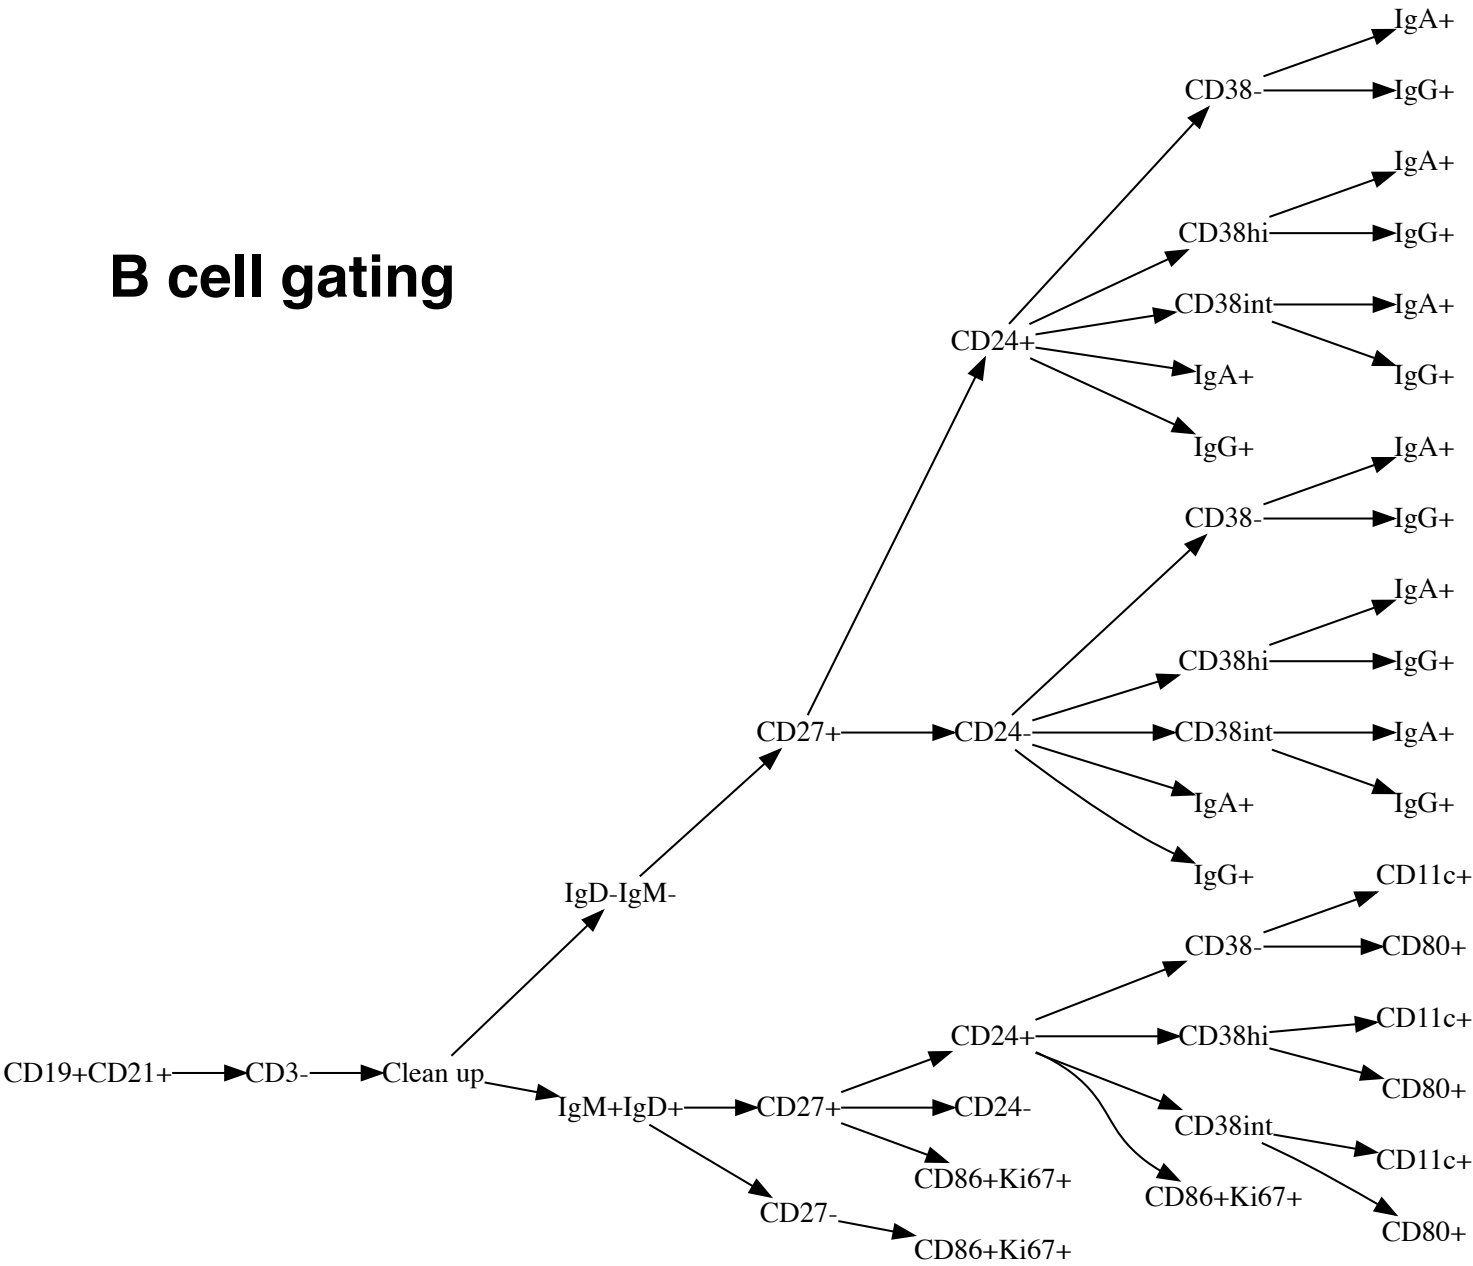 IgA+
CD38-
IgG+
IgA+
CD38hi
IgG+
B cell gating
CD38int
IgA+
CD24+
IgA+
IgG+
IgG+
IgA+
CD38-
IgG+
IgA+
CD38hi
IgG+
CD27+
CD24-
CD38int
IgA+
IgA+
IgG+
IgG+
CD11c+
IgD-IgM-
CD38-
CD80+
CD11c+
CD24+
CD38hi
CD19+CD21+
CD3-
Clean up
CD80+
IgM+IgD+
CD27+
CD24-
CD38int
CD11c+
CD86+Ki67+
CD86+Ki67+
CD27-
CD80+
CD86+Ki67+